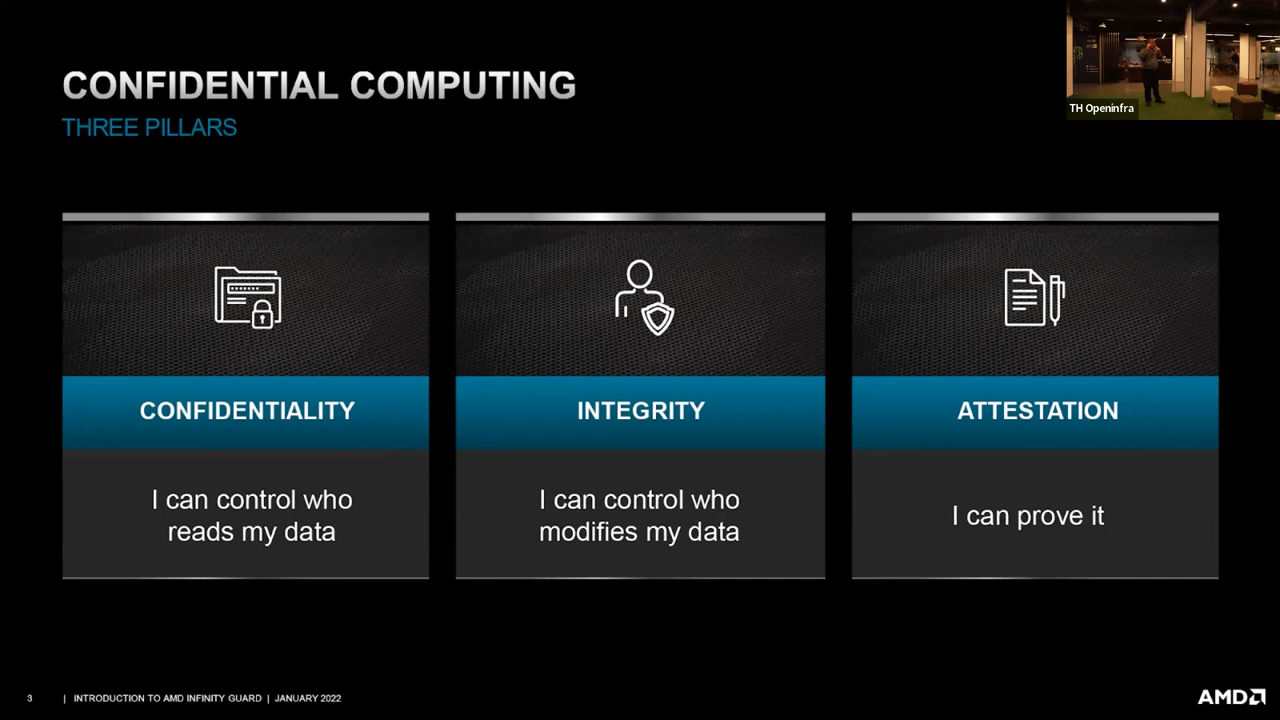 CONFIDENTIAL COMPUTING
THREE PILLARS
TH Openinfra
CONFIDENTIALITY
I can control who
reads my data
INTEGRITY
I can control who
modifies my data
ATTESTATION
I can prove it
3 | INTRODUCTION TO AMD INFINITY GUARD | JANUARY 2022
AMD